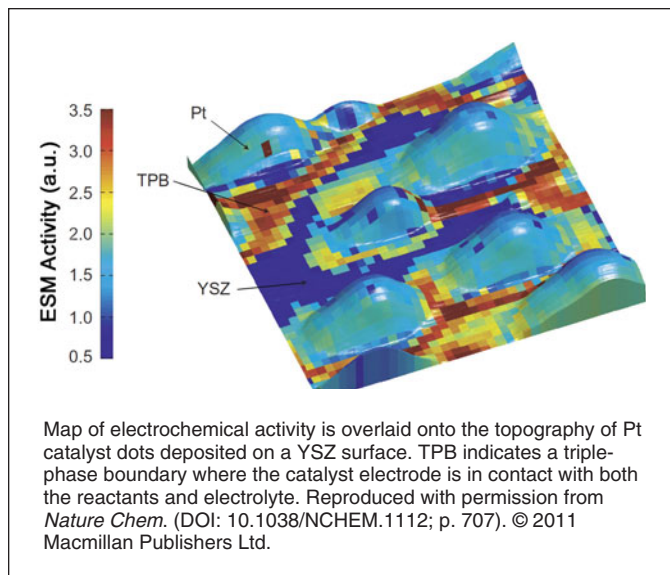 3.5
3.0
2.5
2.0
1.5
1.0
0.5
ESM Activity (a.u.)
Pt
TPB
YSZ
Map of electrochemical activity is overlaid onto the topography of Pt
catalyst dots deposited on a YSZ surface. TPB indicates a triple-
phase boundary where the catalyst electrode is in contact with both
the reactants and electrolyte. Reproduced with permission from
Nature Chem. (DOI: 10.1038/NCHEM.1112; p. 707). © 2011
Macmillan Publishers Ltd.